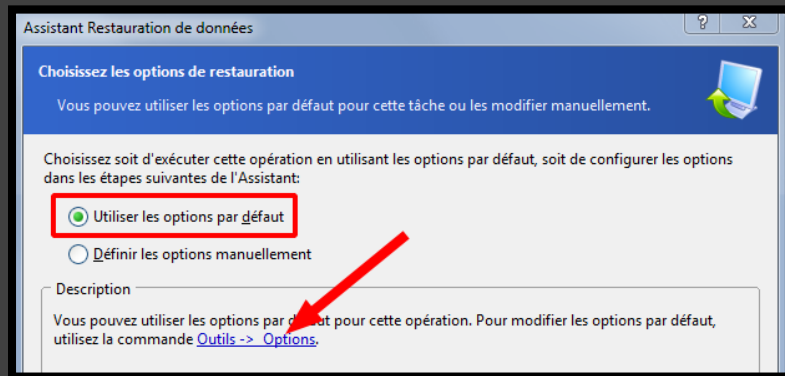 Assistant Restauration de données
Choisissez les options de restauration
Vous pouvez utiliser les options par défaut pour cette tâche ou les modifier manuellement.
Choisissez soit d'exécuter cette opération en utilisant les options par défaut, soit de configurer les options
dans les étapes suivantes de l'Assistant:
Utiliser les options par défaut
Définir les options manuellement
Description
Vous pouvez utiliser les options par défaut pour cette opération. Pour modifier les options par défaut,
utilisez la commande Outils -> Options.